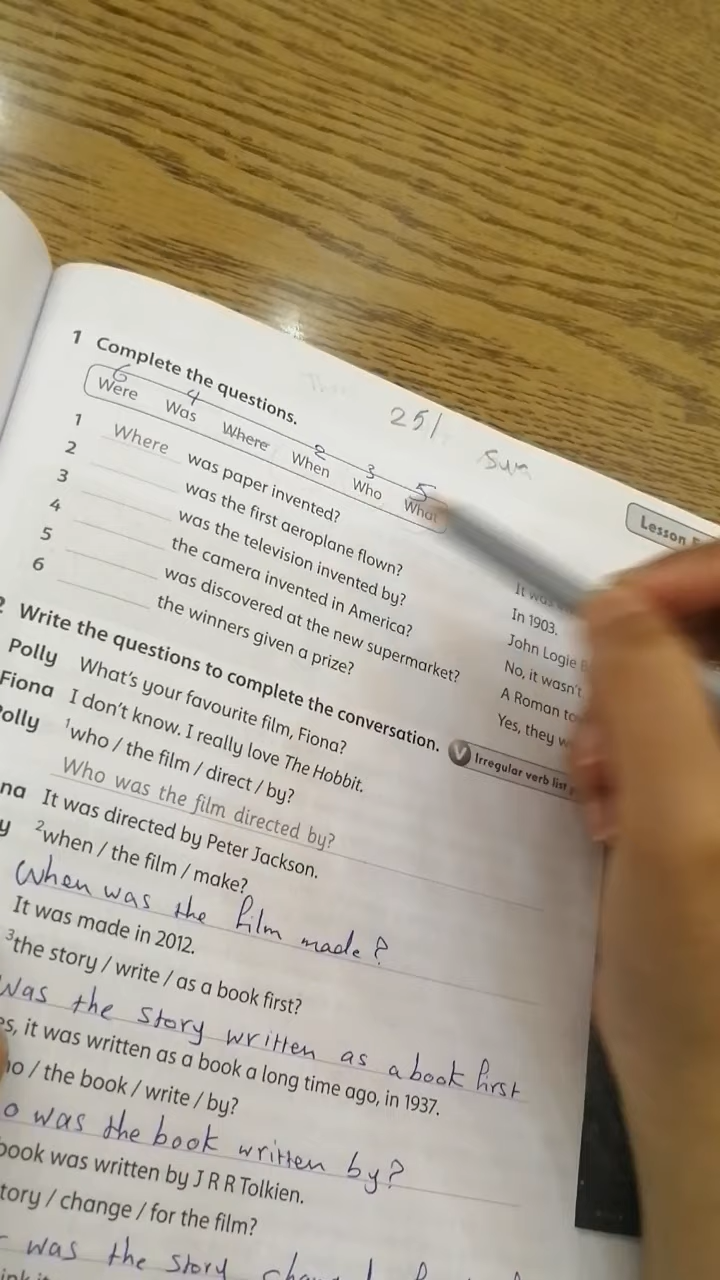 1 Complete the questions.
6 4 2 3 5
Were Was Where When Who What
25/. Sun
Lesson
1 Where was paper invented? It was
2 was the first aeroplane flown? In 1903.
3 was the television invented by? John Logie B
4 the camera invented in America? No, it wasn't
5 was discovered at the new supermarket? A Roman to
6 the winners given a prize? Yes, they w
2 Write the questions to complete the conversation.
V Irregular verb list
Polly What's your favourite film, Fiona?
Fiona I don't know. I really love The Hobbit.
olly 1who / the film / direct / by?
Who was the film directed by?
na It was directed by Peter Jackson.
y 2when / the film / make?
When was the film made?
It was made in 2012.
3the story / write / as a book first?
Was the story written as a book first
es, it was written as a book a long time ago, in 1937.
ho / the book / write / by?
o was the book written by?
book was written by J R R Tolkien.
tory / change / for the film?
was the story